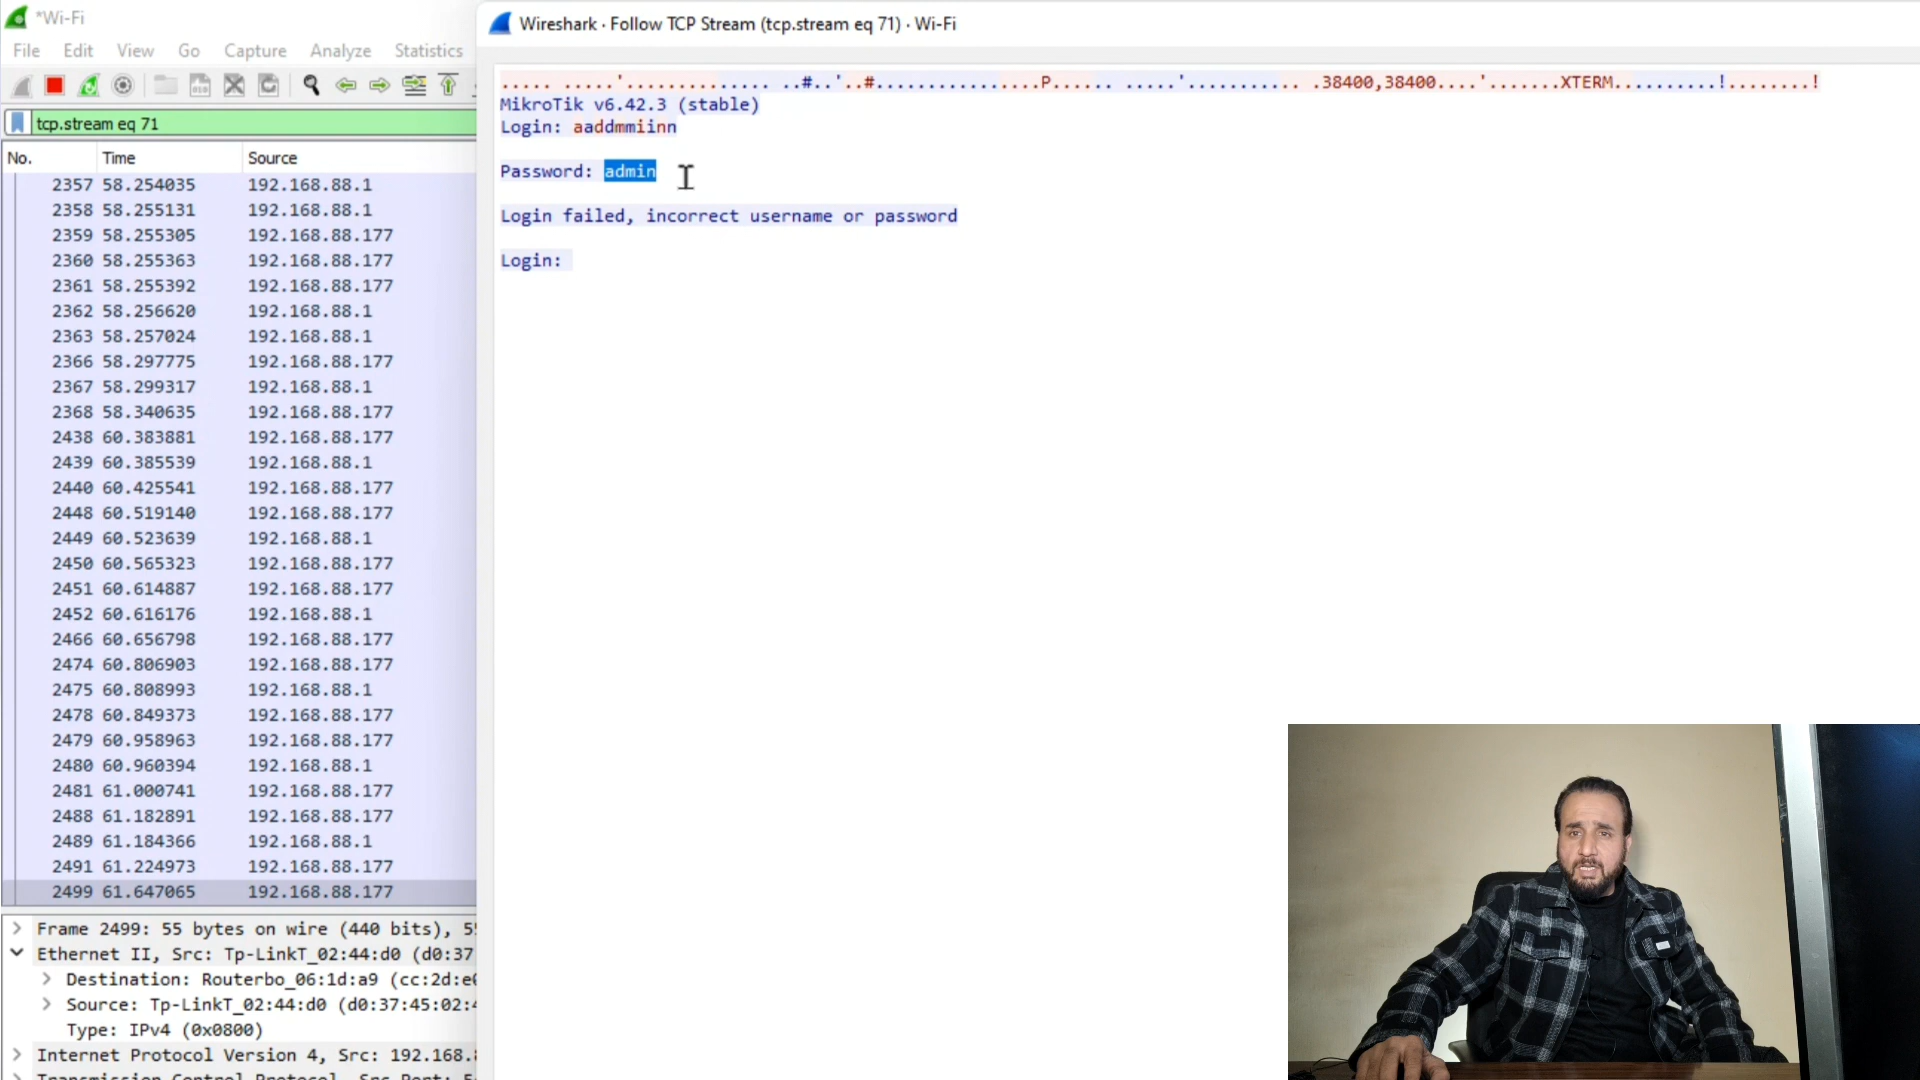 *Wi-Fi
File Edit View Go Capture Analyze Statistics
tcp.stream eq 71
No. Time Source
2357 58.254035 192.168.88.1
2358 58.255131 192.168.88.1
2359 58.255305 192.168.88.177
2360 58.255363 192.168.88.177
2361 58.255392 192.168.88.177
2362 58.256620 192.168.88.1
2363 58.257024 192.168.88.1
2366 58.297775 192.168.88.177
2367 58.299317 192.168.88.1
2368 58.340635 192.168.88.177
2438 60.383881 192.168.88.177
2439 60.385539 192.168.88.1
2440 60.425541 192.168.88.177
2448 60.519140 192.168.88.177
2449 60.523639 192.168.88.1
2450 60.565323 192.168.88.177
2451 60.614887 192.168.88.177
2452 60.616176 192.168.88.1
2466 60.656798 192.168.88.177
2474 60.806903 192.168.88.177
2475 60.808993 192.168.88.1
2478 60.849373 192.168.88.177
2479 60.958963 192.168.88.177
2480 60.960394 192.168.88.1
2481 61.000741 192.168.88.177
2488 61.182891 192.168.88.177
2489 61.184366 192.168.88.1
2491 61.224973 192.168.88.177
2499 61.647065 192.168.88.177
Frame 2499: 55 bytes on wire (440 bits), 5
Ethernet II, Src: Tp-LinkT_02:44:d0 (d0:37
Destination: Routerbo_06:1d:a9 (cc:2d:e
Source: Tp-LinkT_02:44:d0 (d0:37:45:02:4
Type: IPv4 (0x0800)
Internet Protocol Version 4, Src: 192.168.
Transmission Control Protocol, Src Port: 
Wireshark · Follow TCP Stream (tcp.stream eq 71) · Wi-Fi
..... .....'............. ..... ..#..'..#................P...... .....'........... .38400,38400....'.......XTERM..........!........!
MikroTik v6.42.3 (stable)
Login: aaddmmiinn
Password: admin
Login failed, incorrect username or password
Login: